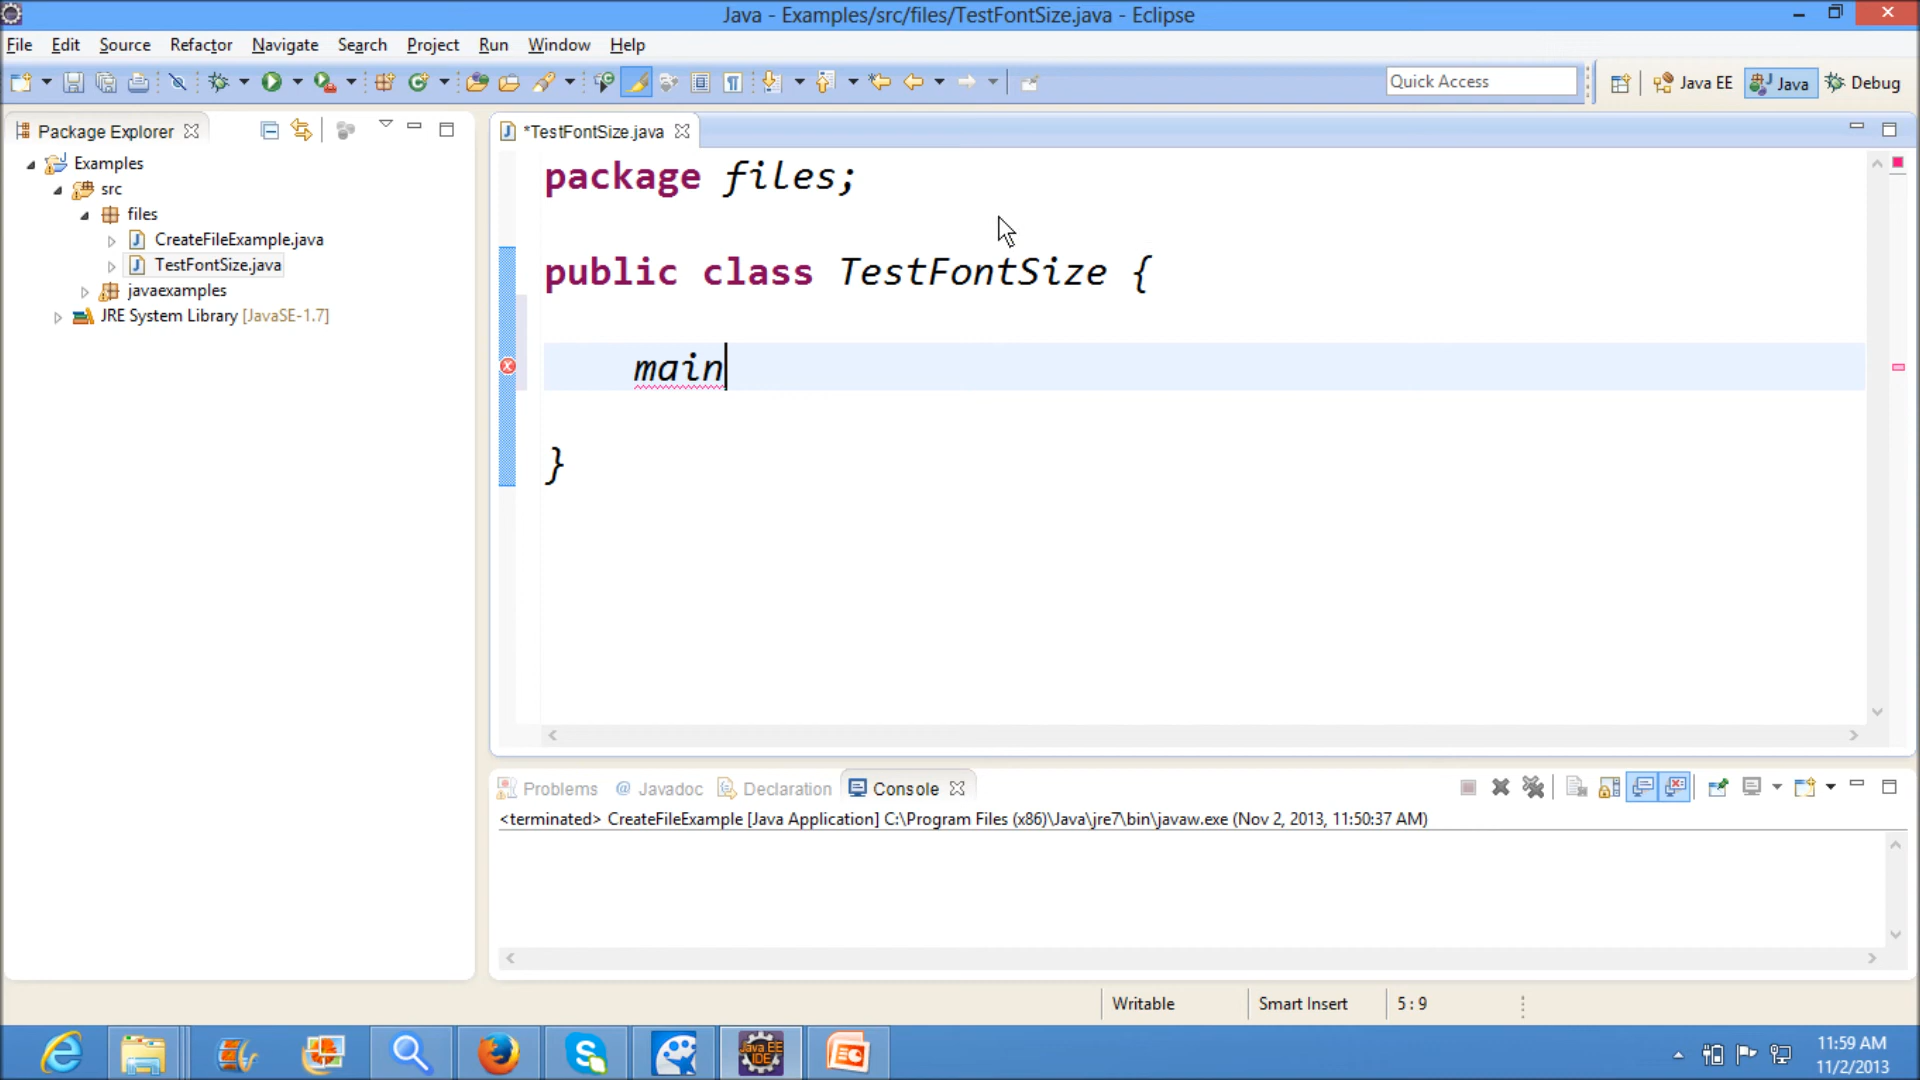 Java - Examples/src/files/TestFontSize.java - Eclipse
File Edit Source Refactor Navigate Search Project Run Window Help
Quick Access Java EE Java Debug
Package Explorer
Examples
src
files
CreateFileExample.java
TestFontSize.java
javaexamples
JRE System Library [JavaSE-1.7]
*TestFontSize.java
package files;
public class TestFontSize {
main
}
Problems @ Javadoc Declaration Console
<terminated> CreateFileExample [Java Application] C:\Program Files (x86)\Java\jre7\bin\javaw.exe (Nov 2, 2013, 11:50:37 AM)
Writable Smart Insert 5 : 9
Java EE
IDE
11:59 AM
11/2/2013